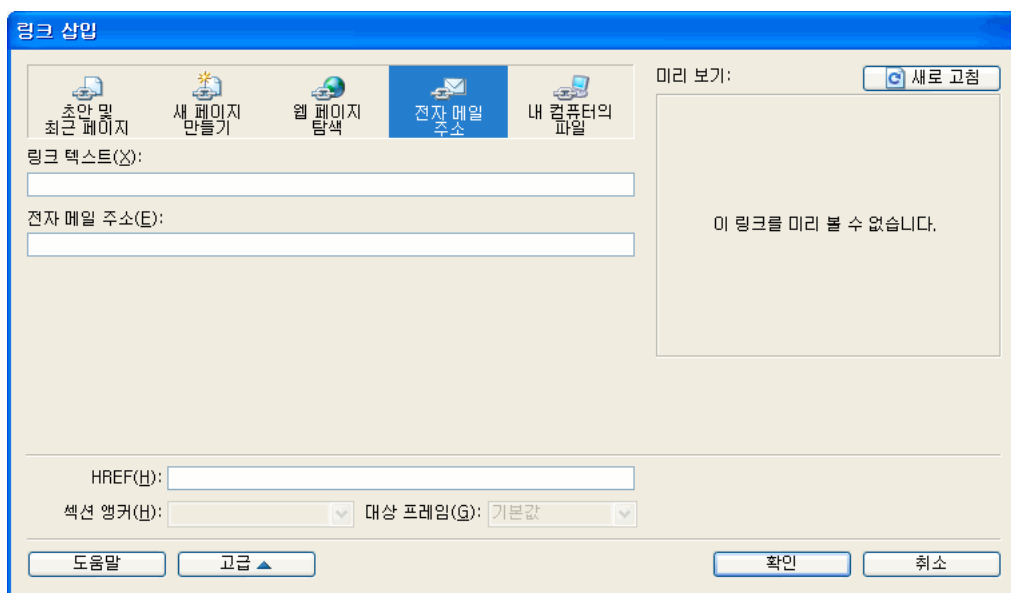 링크 삽입
초안 및
최근 페이지
새 페이지
만들기
웹 페이지
탐색
전자 메일
주소
내 컴퓨터의
파일
미리 보기:
새로 고침
링크 텍스트(X):
전자 메일 주소(E):
이 링크를 미리 볼 수 없습니다.
HREF(H):
섹션 앵커(H):
대상 프레임(G): 기본값
도움말
고급
확인
취소